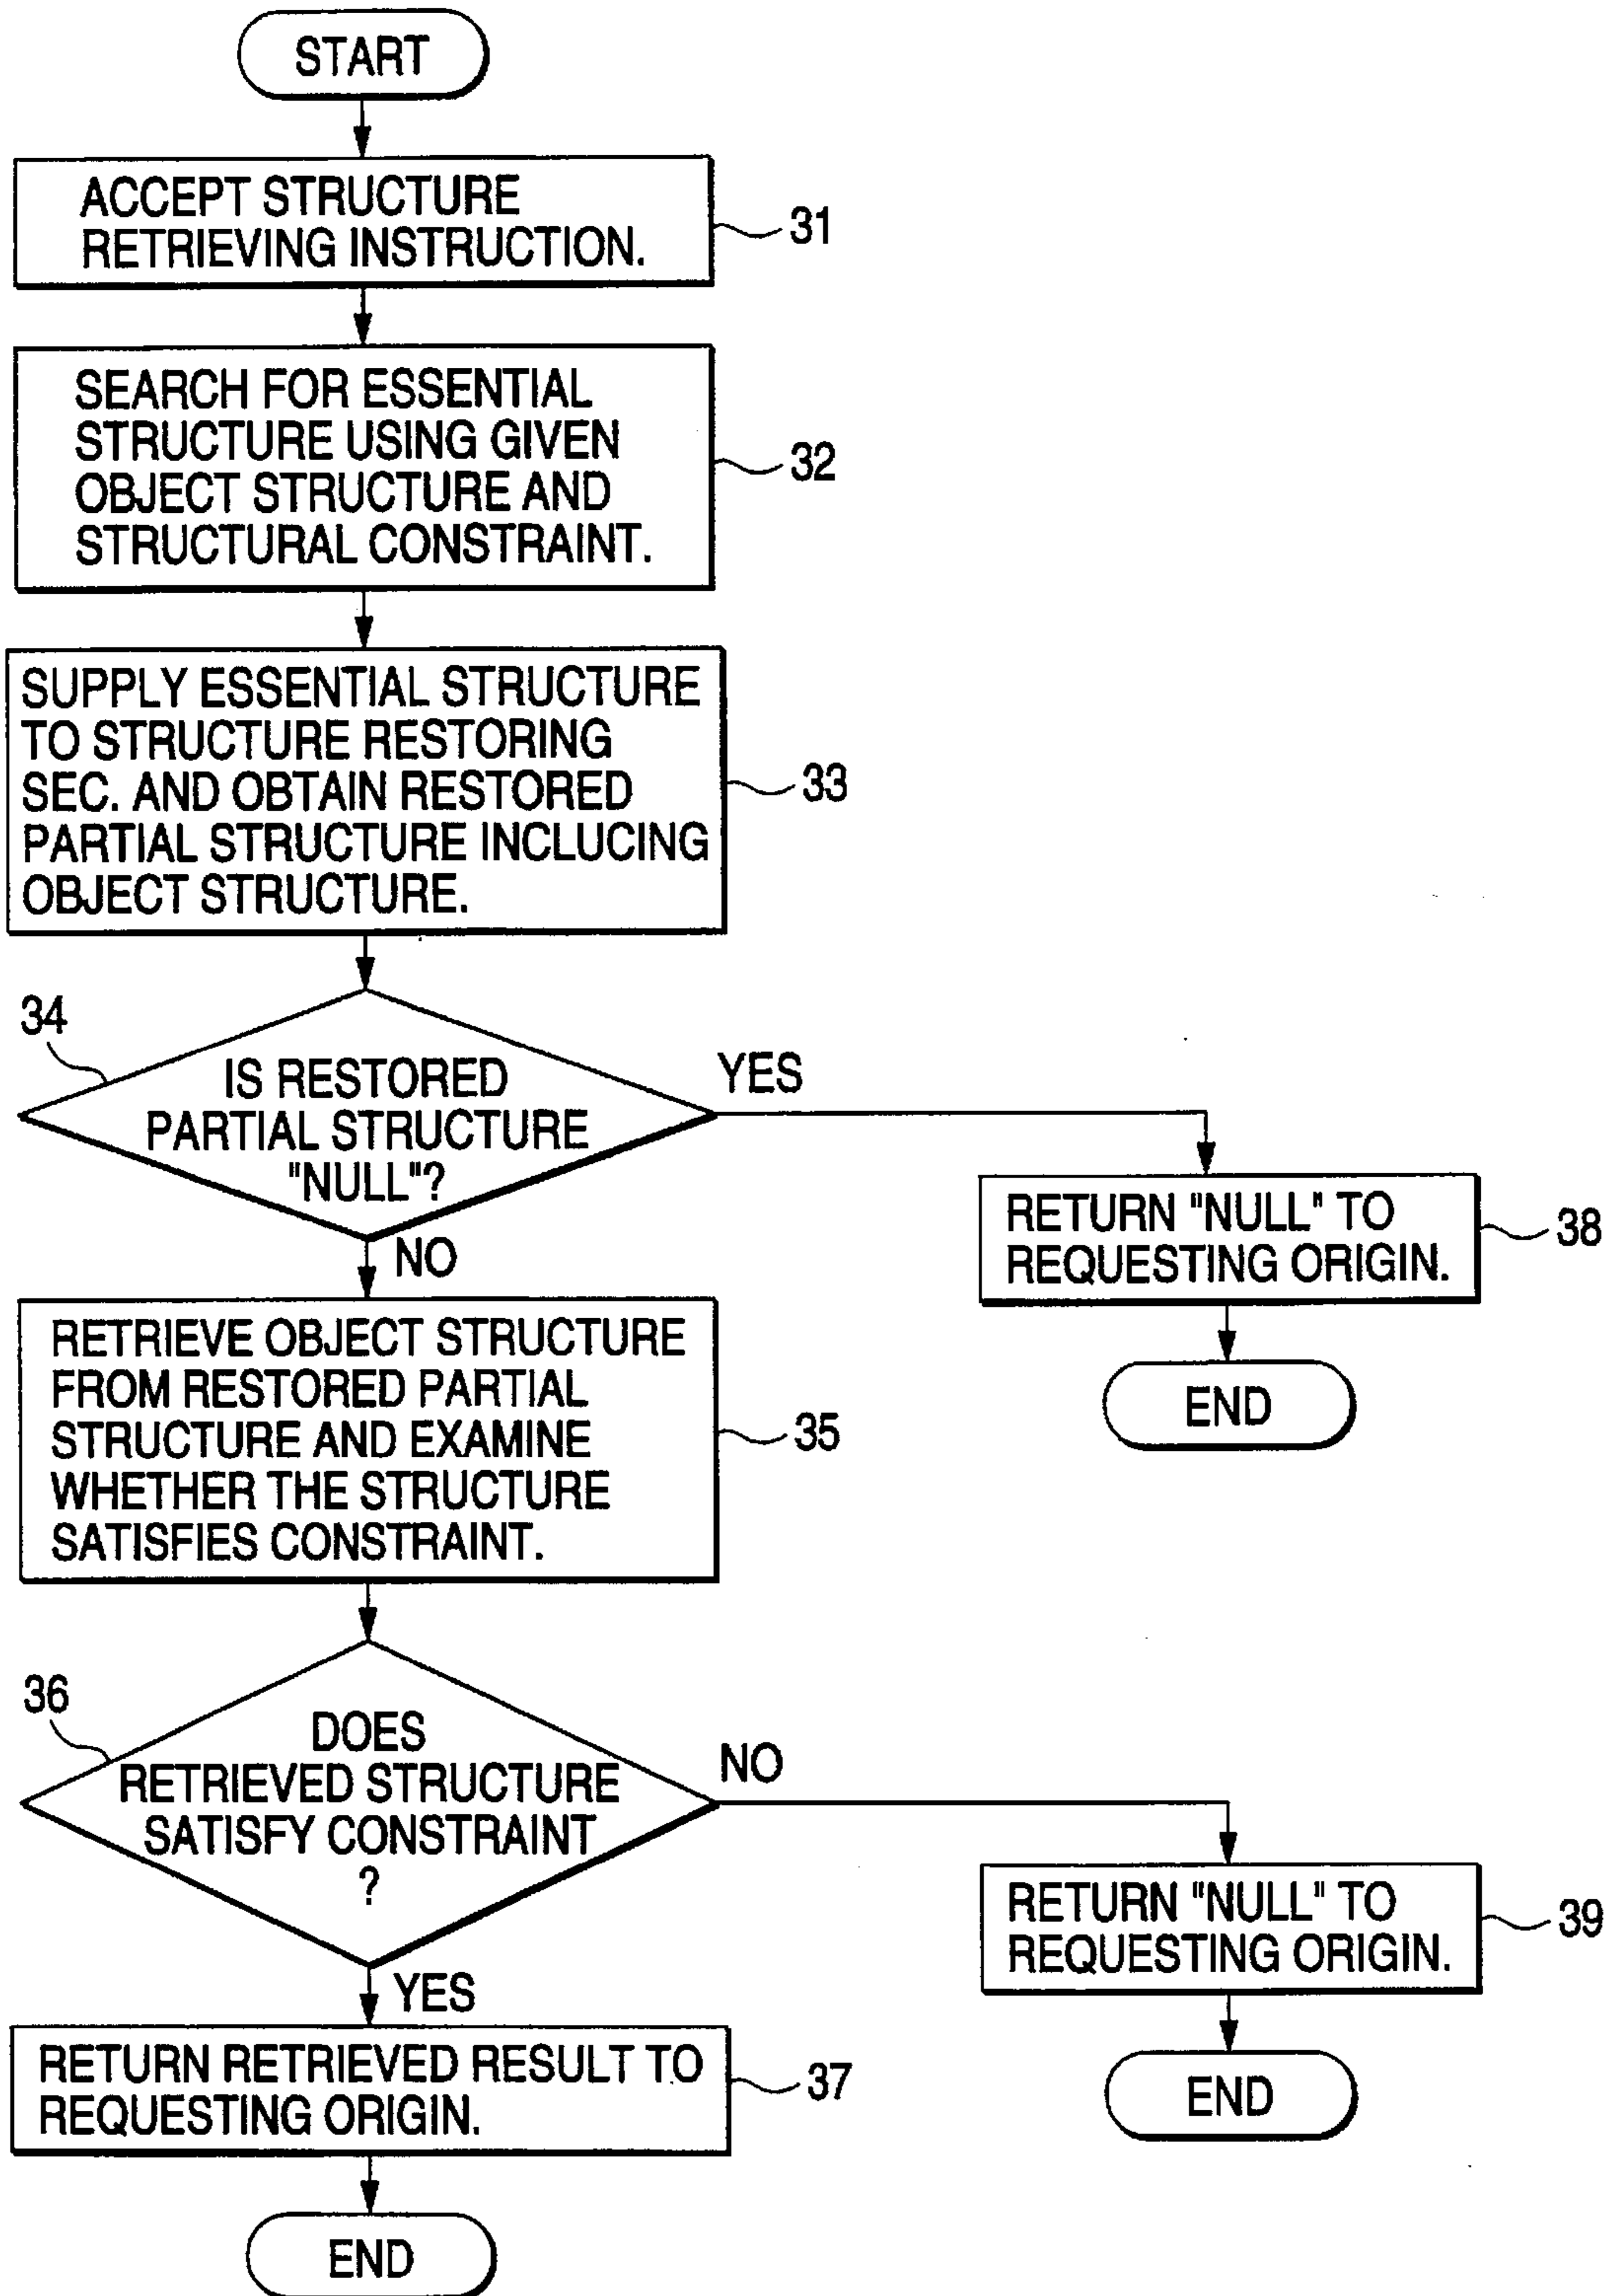 START
ACCEPT STRUCTURE
RETRIEVING INSTRUCTION.
31
SEARCH FOR ESSENTIAL
STRUCTURE USING GIVEN
OBJECT STRUCTURE AND
STRUCTURAL CONSTRAINT.
32
SUPPLY ESSENTIAL STRUCTURE
TO STRUCTURE RESTORING
SEC. AND OBTAIN RESTORED
PARTIAL STRUCTURE INCLUCING
OBJECT STRUCTURE.
33
34
IS RESTORED
PARTIAL STRUCTURE
"NULL"?
YES
NO
RETURN "NULL" TO
REQUESTING ORIGIN.
38
END
RETRIEVE OBJECT STRUCTURE
FROM RESTORED PARTIAL
STRUCTURE AND EXAMINE
WHETHER THE STRUCTURE
SATISFIES CONSTRAINT.
35
36
DOES
RETRIEVED STRUCTURE
SATISFY CONSTRAINT
?
NO
YES
RETURN "NULL" TO
REQUESTING ORIGIN.
39
END
RETURN RETRIEVED RESULT TO
REQUESTING ORIGIN.
37
END